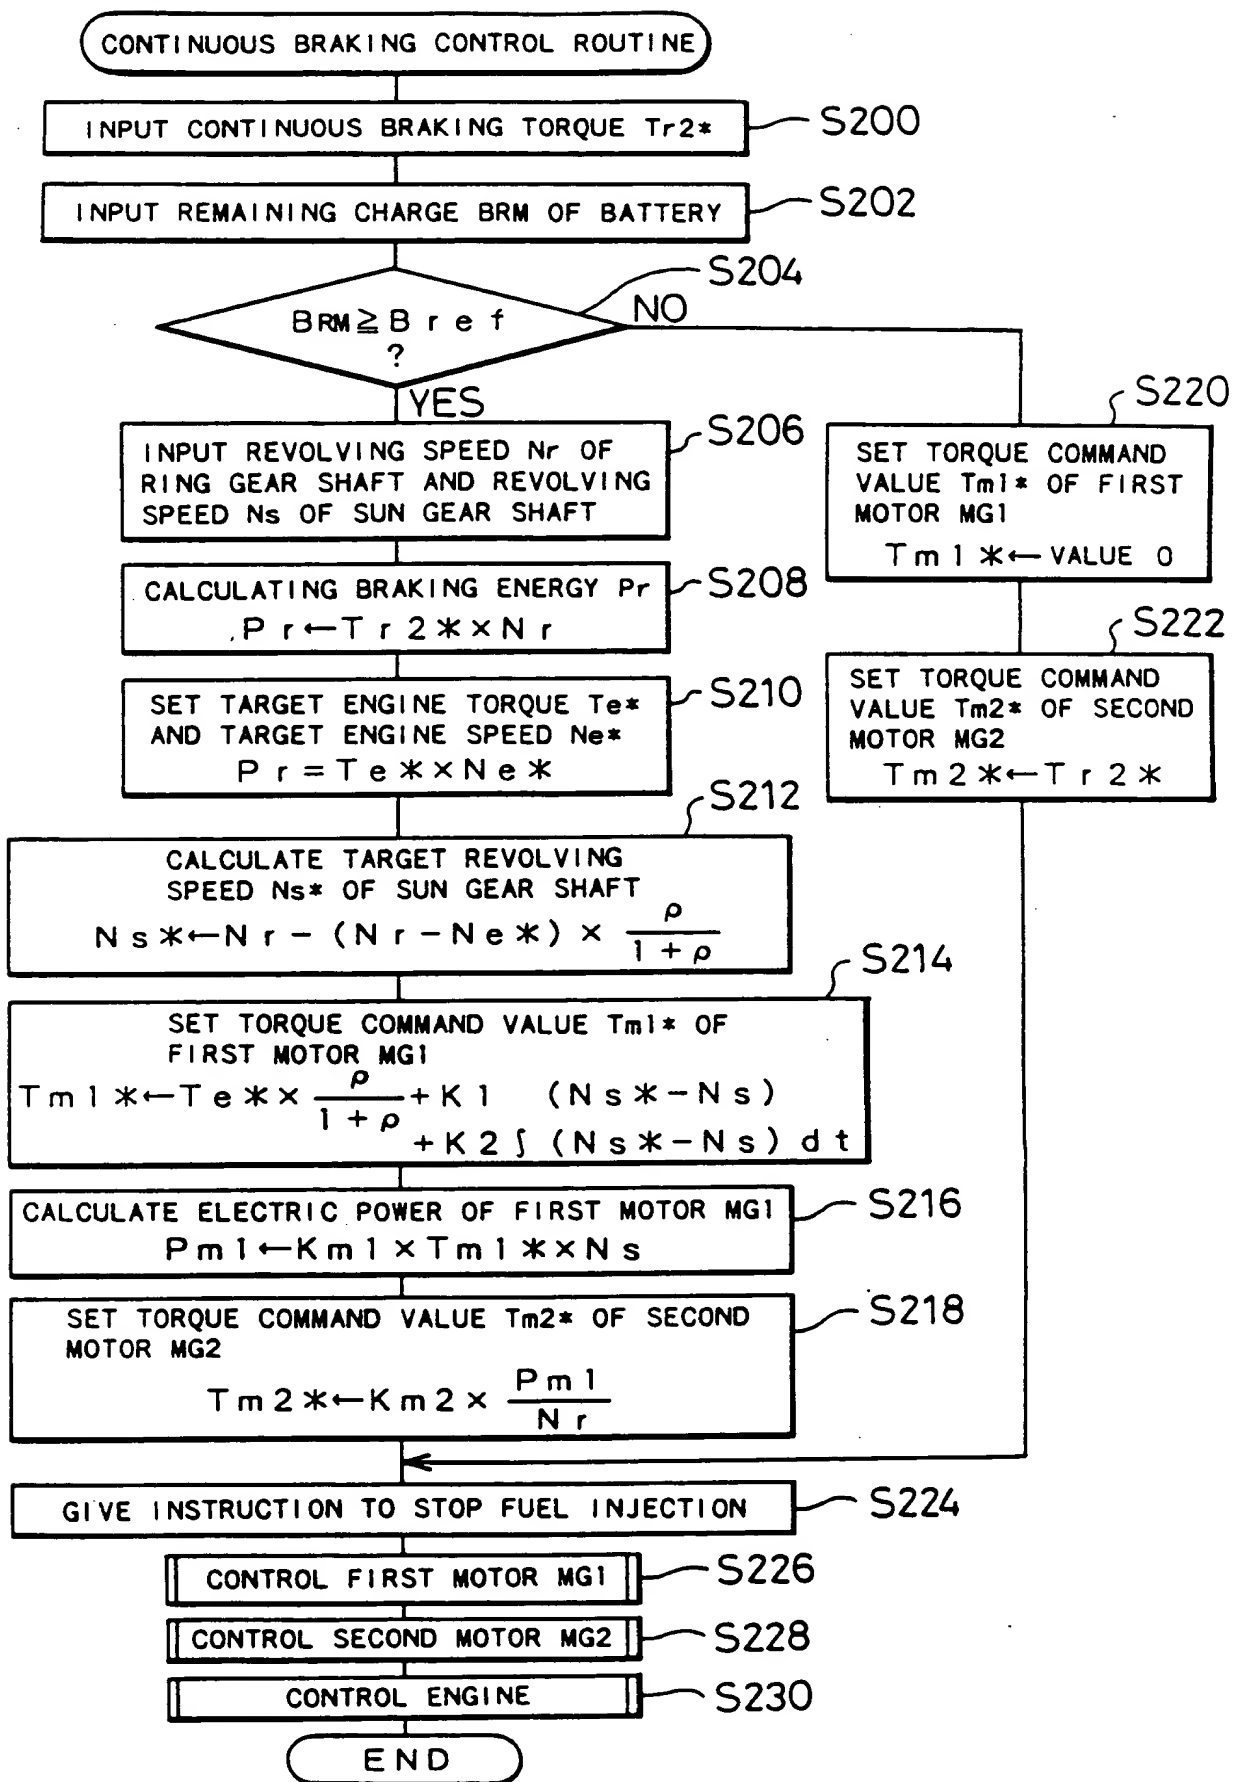 CONTINUOUS BRAKING CONTROL ROUTINE
INPUT CONTINUOUS BRAKING TORQUE Tr2*
S200
INPUT REMAINING CHARGE BRM OF BATTERY
S202
S204
BRM≧Bref
?
NO
YES
INPUT REVOLVING SPEED Nr OF
RING GEAR SHAFT AND REVOLVING
SPEED Ns OF SUN GEAR SHAFT
S206
CALCULATING BRAKING ENERGY Pr
Pr←Tr2*×Nr
S208
SET TARGET ENGINE TORQUE Te*
AND TARGET ENGINE SPEED Ne*
Pr=Te*×Ne*
S210
S220
SET TORQUE COMMAND
VALUE Tm1* OF FIRST
MOTOR MG1
Tm1*← VALUE 0
S222
SET TORQUE COMMAND
VALUE Tm2* OF SECOND
MOTOR MG2
Tm2*←Tr2*
S212
CALCULATE TARGET REVOLVING
SPEED Ns* OF SUN GEAR SHAFT
Ns*←Nr-(Nr-Ne*)× ρ/1+ρ
S214
SET TORQUE COMMAND VALUE Tm1* OF
FIRST MOTOR MG1
Tm1*←Te*× ρ/1+ρ +K1 (Ns*-Ns)
+K2∫(Ns*-Ns)dt
CALCULATE ELECTRIC POWER OF FIRST MOTOR MG1
Pm1←Km1×Tm1*×Ns
S216
SET TORQUE COMMAND VALUE Tm2* OF SECOND
MOTOR MG2
Tm2*←Km2× Pm1/Nr
S218
GIVE INSTRUCTION TO STOP FUEL INJECTION
S224
CONTROL FIRST MOTOR MG1
S226
CONTROL SECOND MOTOR MG2
S228
CONTROL ENGINE
S230
END